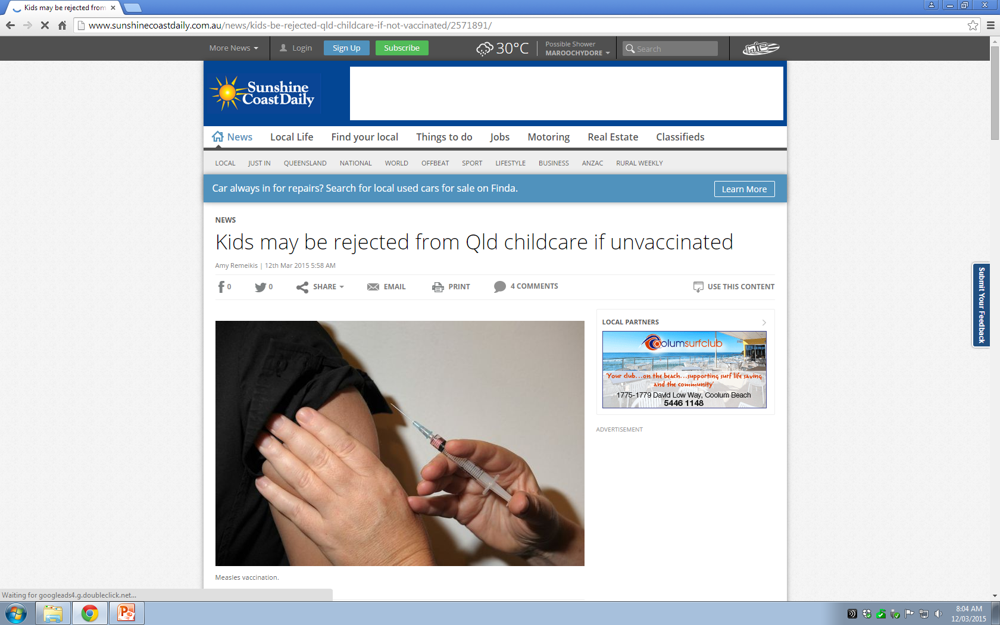 Kids may be rejected from
www.sunshinecoastdaily.com.au/news/kids-be-rejected-qld-childcare-if-not-vaccinated/2571891/
More News
Login
Sign Up
Subscribe
30°C
Possible Shower
MAROOCHYDORE
Search
Sunshine
CoastDaily
News
Local Life
Find your local
Things to do
Jobs
Motoring
Real Estate
Classifieds
LOCAL
JUST IN
QUEENSLAND
NATIONAL
WORLD
OFFBEAT
SPORT
LIFESTYLE
BUSINESS
ANZAC
RURAL WEEKLY
Car always in for repairs? Search for local used cars for sale on Finda.
Learn More
NEWS
Kids may be rejected from Qld childcare if unvaccinated
Amy Remeikis | 12th Mar 2015 5:58 AM
0
0
SHARE
EMAIL
PRINT
4 COMMENTS
USE THIS CONTENT
Submit Your Feedback
LOCAL PARTNERS
Coolumsurfclub
'Your club...on the beach...supporting surf life saving
and the community'
1775-1779 David Low Way, Coolum Beach
5446 1148
ADVERTISEMENT
Measles vaccination.
Waiting for googleads4.g.doubleclick.net...
8:04 AM
12/03/2015